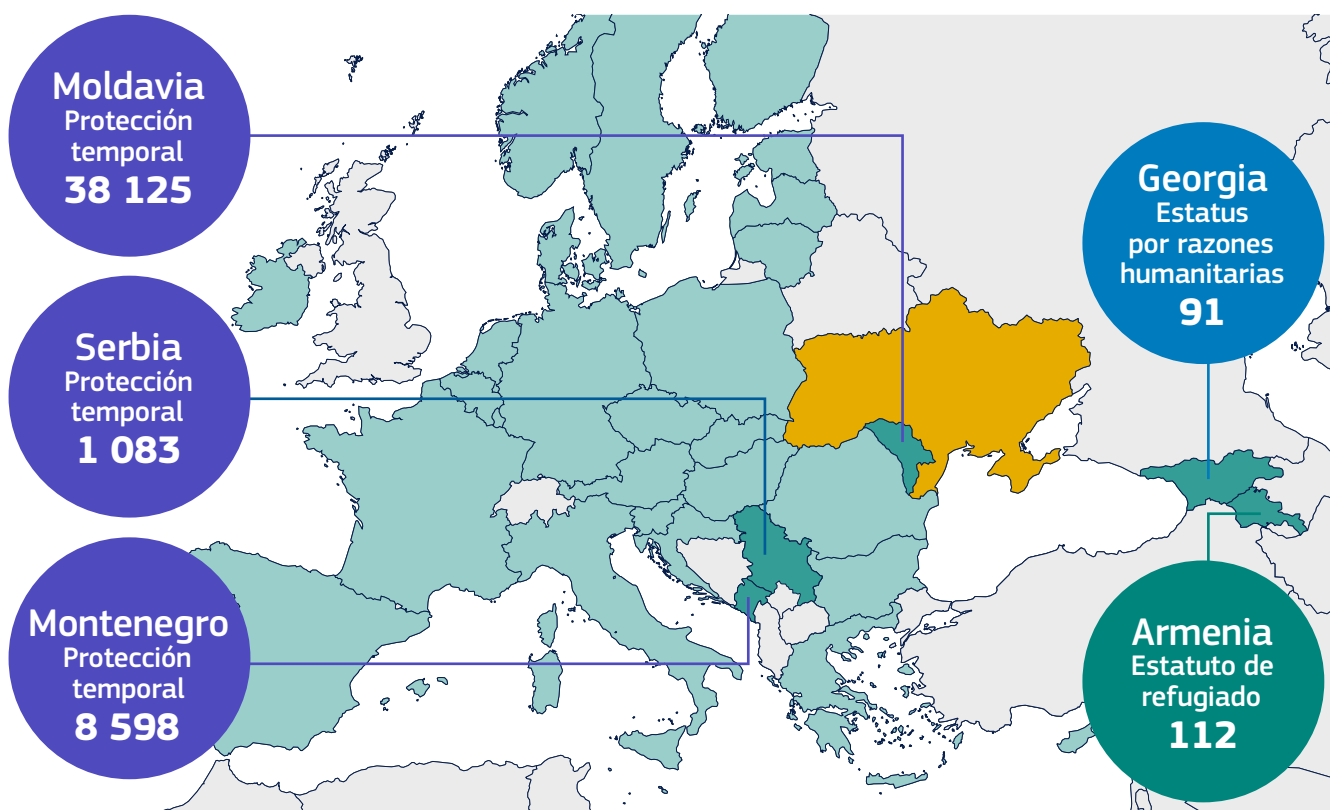 Moldavia
Protección
temporal
38 125
Serbia
Protección
temporal
1 083
Montenegro
Protección
temporal
8 598
Georgia
Estatus
por razones
humanitarias
91
Armenia
Estatuto de
refugiado
112